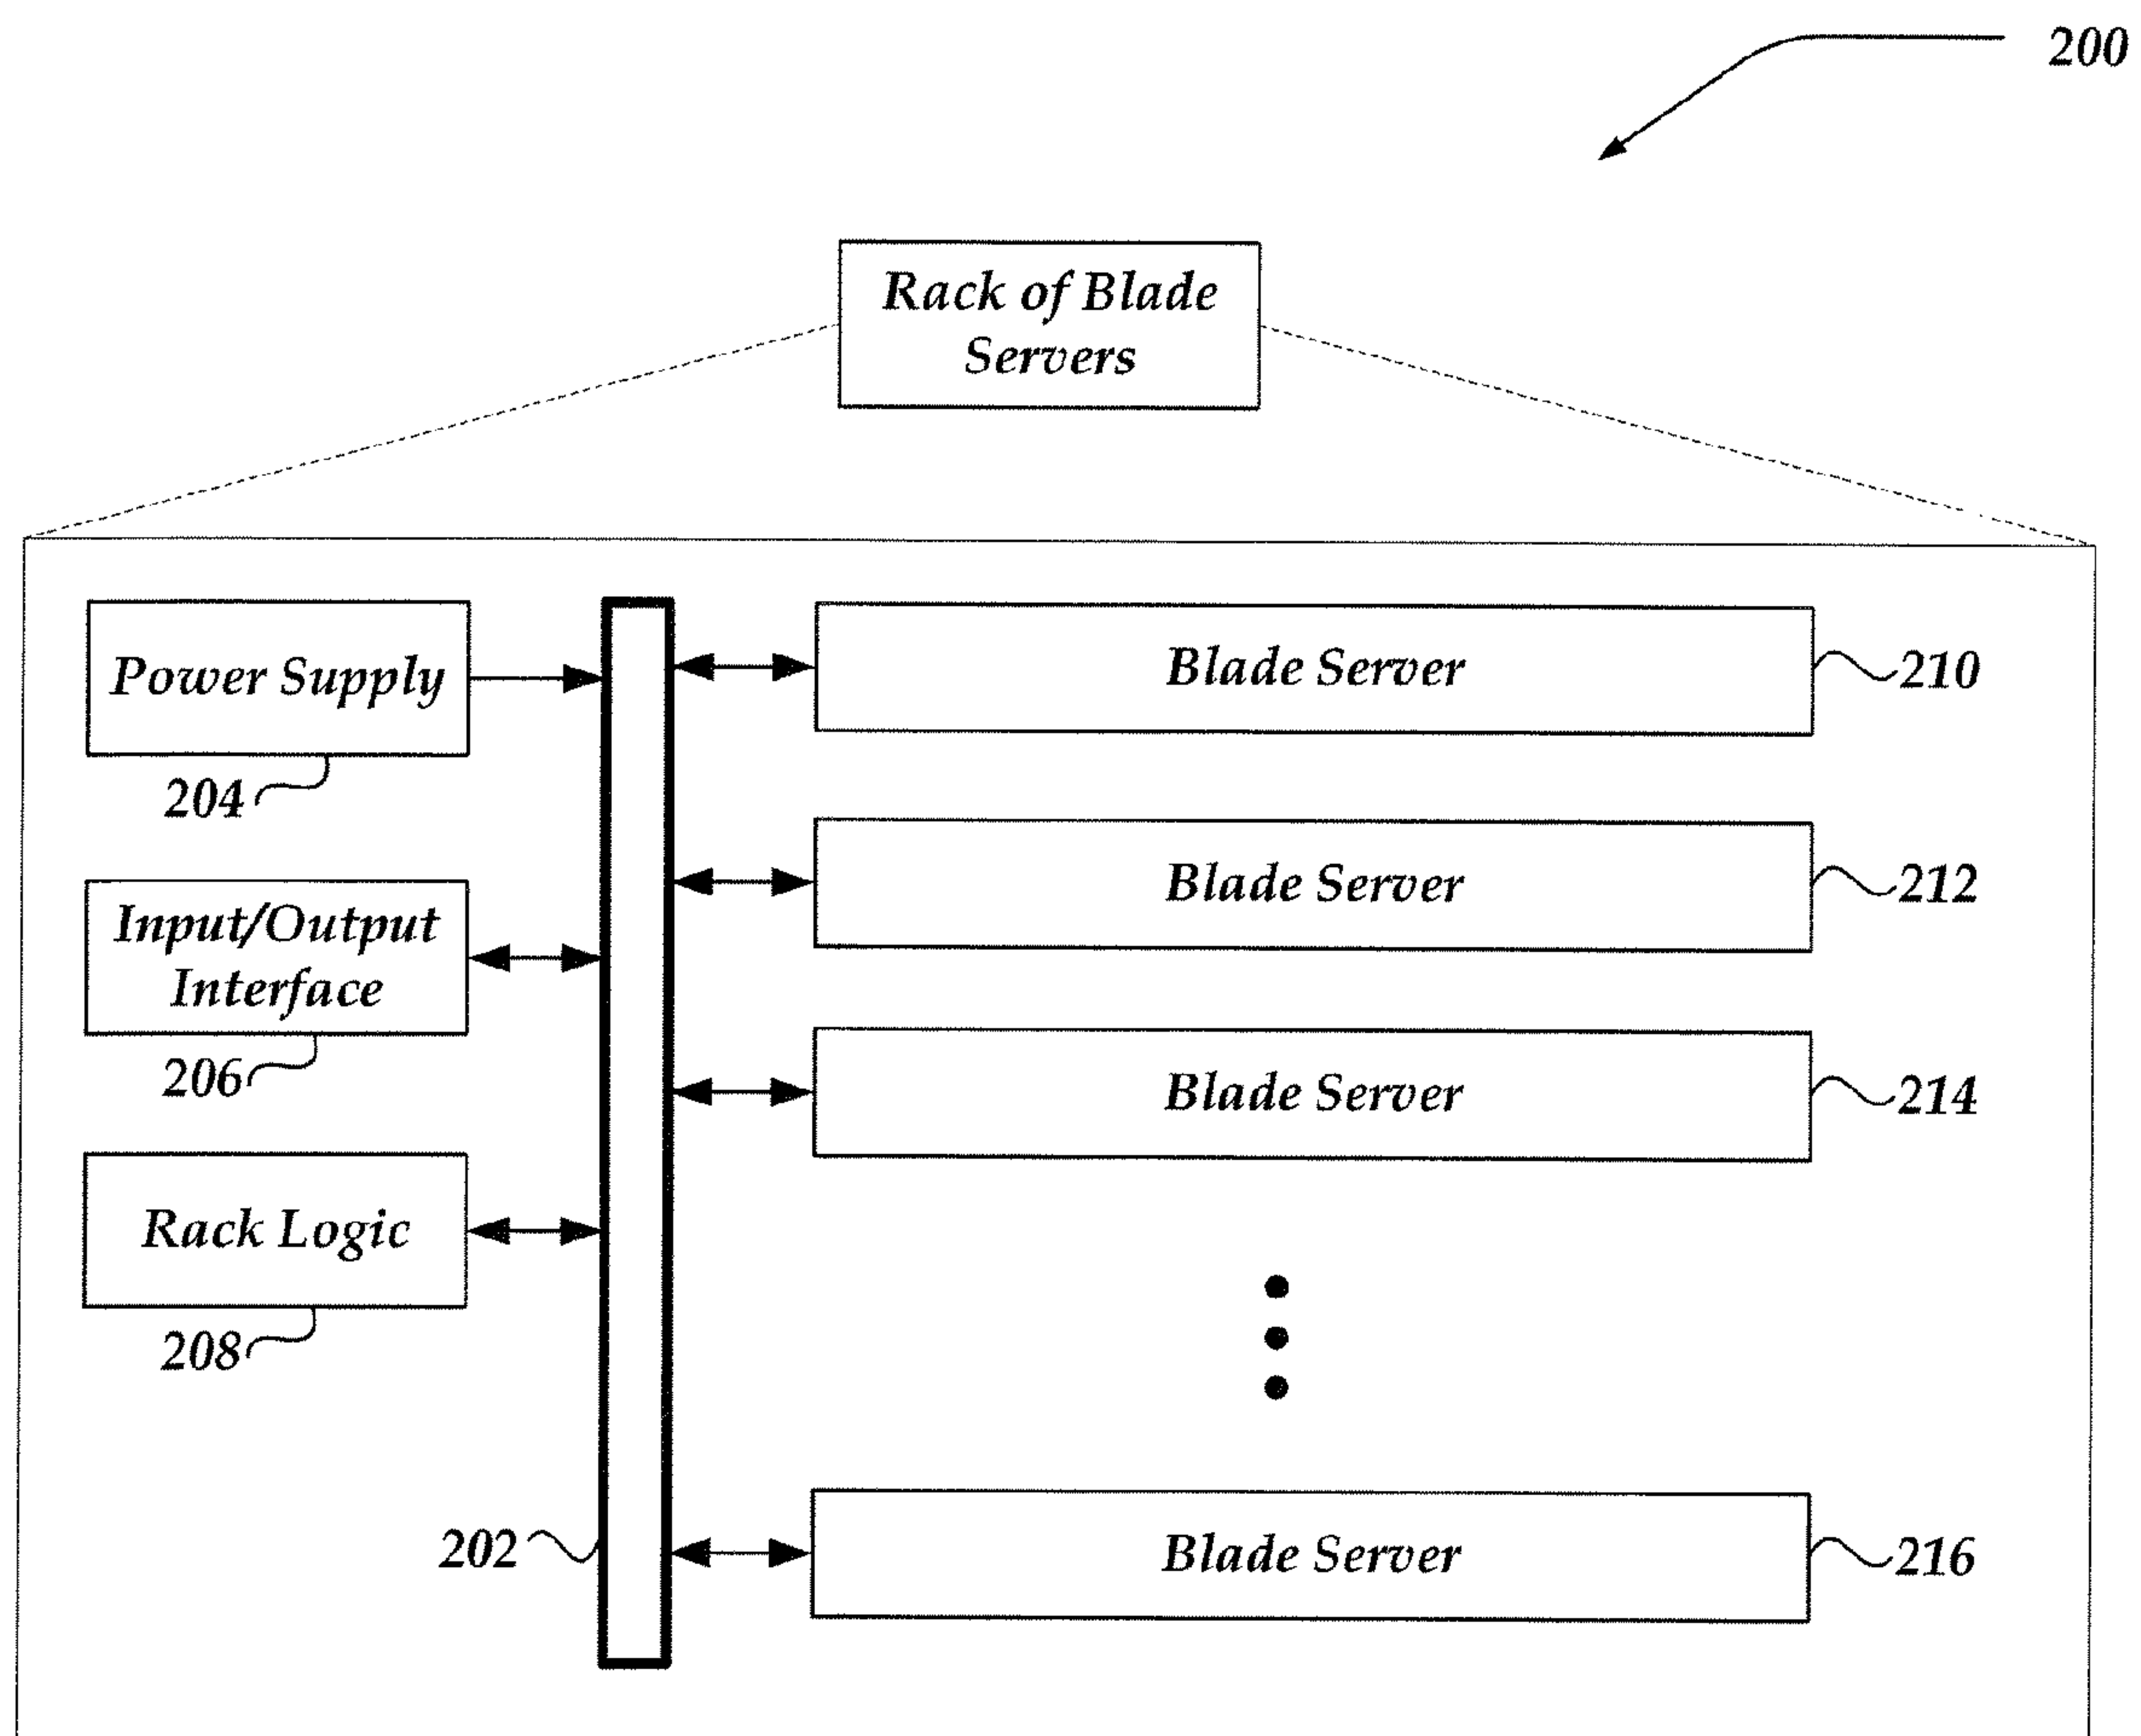 200
Rack of Blade
Servers
Power Supply
204
Input/Output
Interface
206
Rack Logic
208
202
Blade Server
210
Blade Server
212
Blade Server
214
Blade Server
216